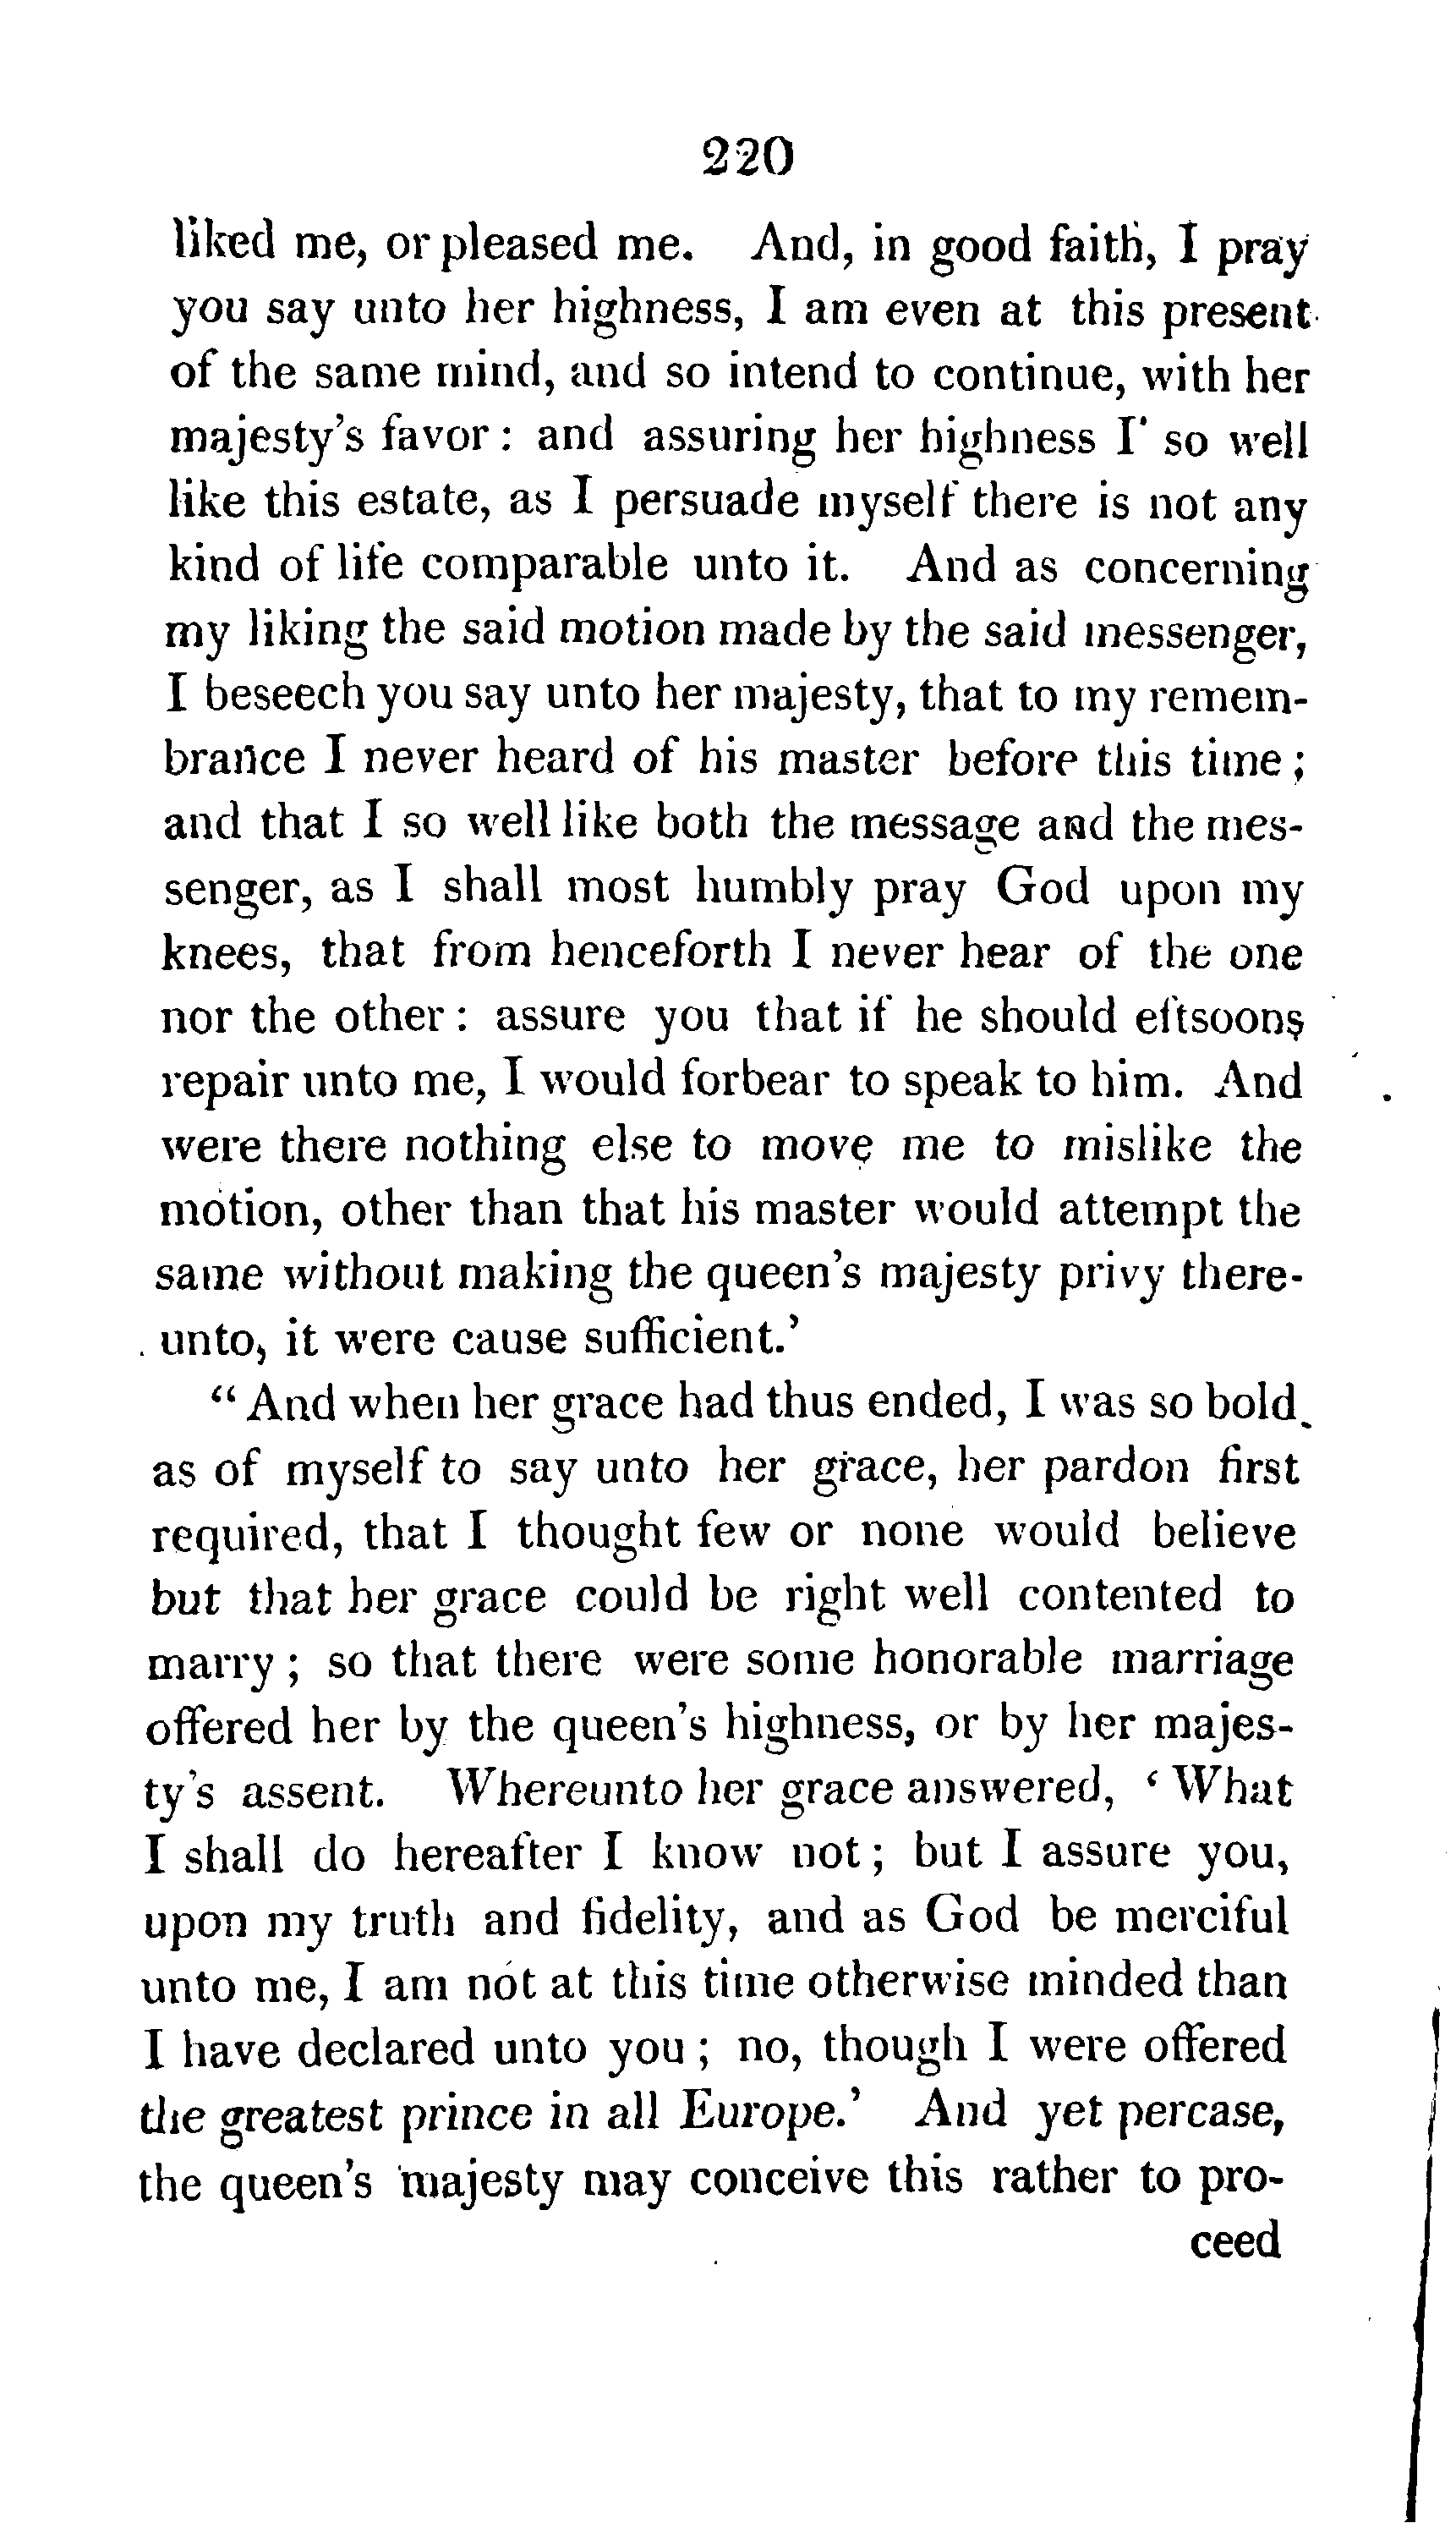 220
liked me, or pleased me. And, in good faith, I pray
you say unto her highness, I am even at this present
of the same mind, and so intend to continue, with her
majesty's favor : and assuring her highness I so well
like this estate, as I persuade myself there is not any
kind of life comparable unto it. And as concerning
my liking the said motion made by the said messenger,
I beseech you say unto her majesty, that to my remem-
brance I never heard of his master before this time ;
and that I so well like both the message and the mes-
senger, as I shall most humbly pray God upon my
knees, that from henceforth I never hear of the one
nor the other : assure you that if he should eftsoons
repair unto me, I would forbear to speak to him. And
were there nothing else to move me to mislike the
motion, other than that his master would attempt the
same without making the queen's majesty privy there-
unto, it were cause sufficient.'
“ And when her grace had thus ended, I was so bold
as of myself to say unto her grace, her pardon first
required, that I thought few or none would believe
but that her grace could be right well contented to
marry ; so that there were some honorable marriage
offered her by the queen's highness, or by her majes-
ty's assent. Whereunto her grace answered, ‘ What
I shall do hereafter I know not ; but I assure you,
upon my truth and fidelity, and as God be merciful
unto me, I am not at this time otherwise minded than
I have declared unto you ; no, though I were offered
the greatest prince in all Europe.' And yet percase,
the queen's majesty may conceive this rather to pro-
ceed